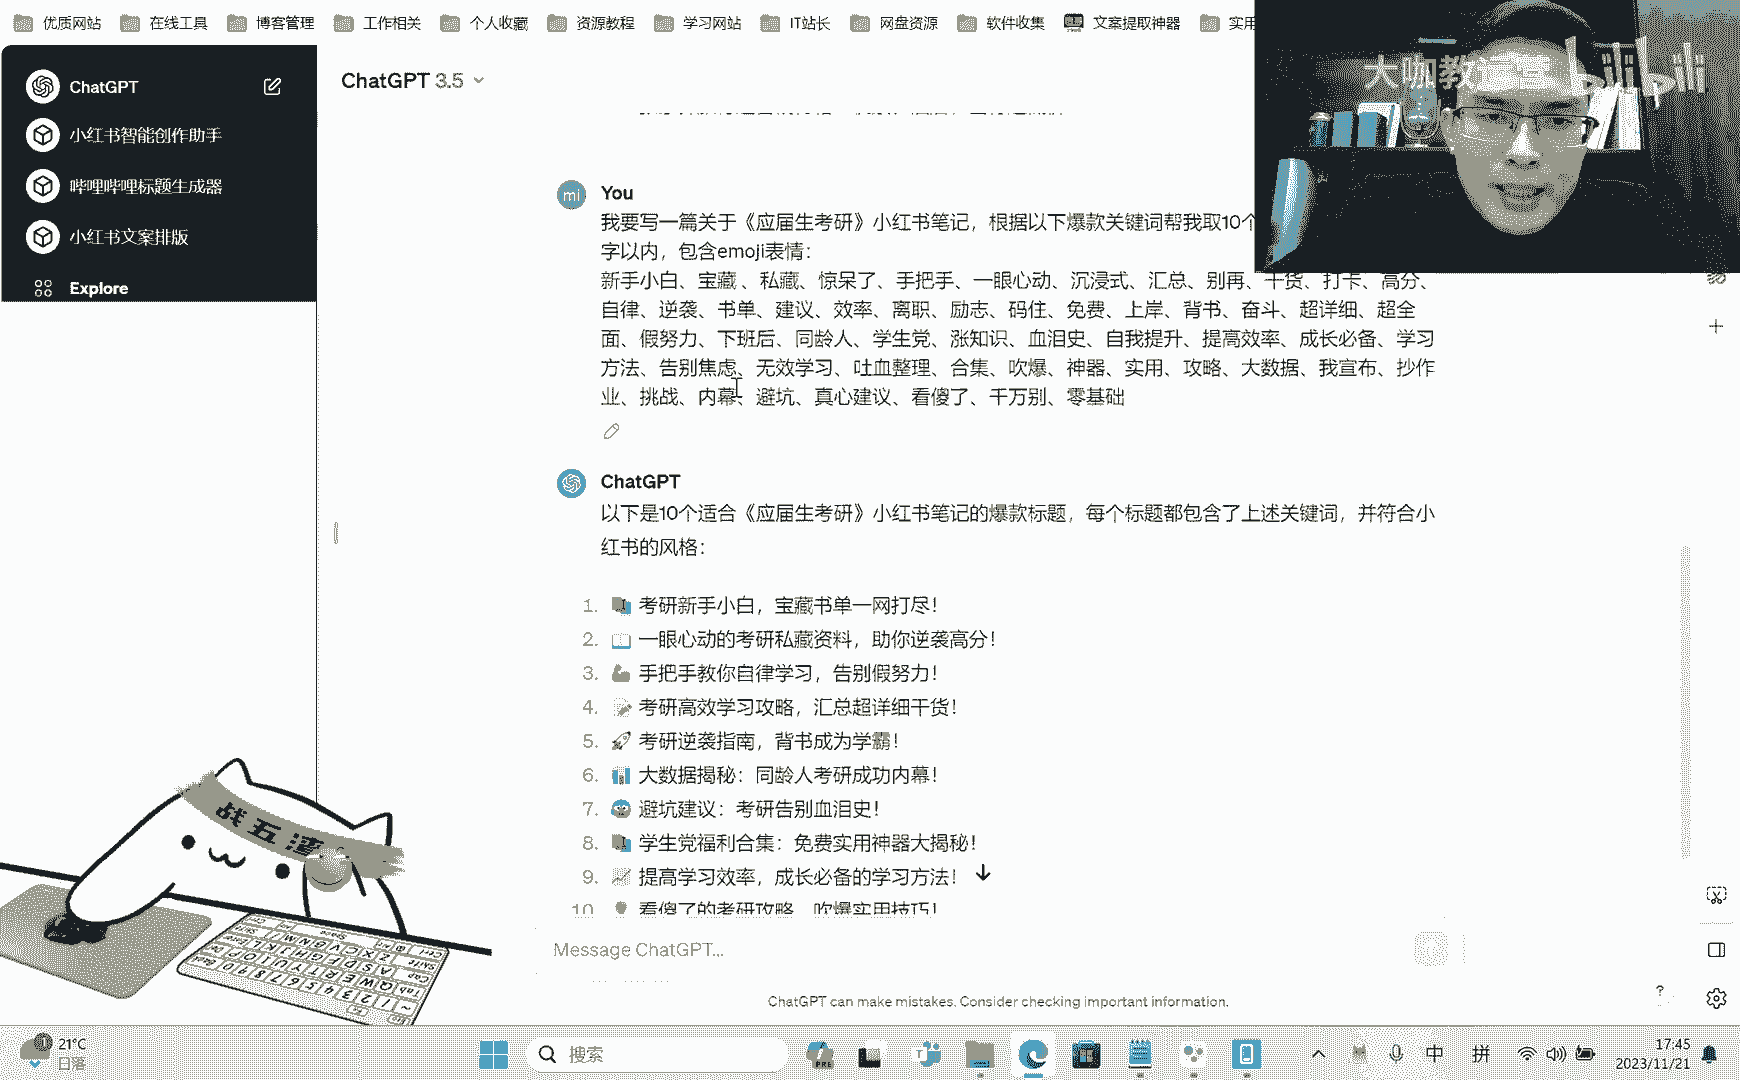 优质网站 在线工具 博客管理 工作相关 个人收藏 资源教程 学习网站 IT站长 网盘资源 软件收集 文案提取神器 实用
大咖教 bilibili
ChatGPT
小红书智能创作助手
哔哩哔哩标题生成器
小红书文案排版
Explore
ChatGPT 3.5
mi
You
我要写一篇关于《应届生考研》小红书笔记，根据以下爆款关键词帮我取10个
字以内，包含emoji表情：
新手小白、宝藏 、私藏、惊呆了、手把手、一眼心动、沉浸式、汇总、别再、干货、打卡、高分、
自律、逆袭、书单、建议、效率、离职、励志、码住、免费、上岸、背书、奋斗、超详细、超全
面、假努力、下班后、同龄人、学生党、涨知识、血泪史、自我提升、提高效率、成长必备、学习
方法、告别焦虑、无效学习、吐血整理、合集、吹爆、神器、实用、攻略、大数据、我宣布、抄作
业、挑战、内幕、避坑、真心建议、看傻了、千万别、零基础
ChatGPT
以下是10个适合《应届生考研》小红书笔记的爆款标题，每个标题都包含了上述关键词，并符合小
红书的风格：
1. 📚 考研新手小白，宝藏书单一网打尽！
2. 📖 一眼心动的考研私藏资料，助你逆袭高分！
3. 💪 手把手教你自律学习，告别假努力！
4. 📝 考研高效学习攻略，汇总超详细干货！
5. 🚀 考研逆袭指南，背书成为学霸！
6. 📊 大数据揭秘：同龄人考研成功内幕！
7. 避坑建议：考研告别血泪史！
8. 📚 学生党福利合集：免费实用神器大揭秘！
9. 📈 提高学习效率，成长必备的学习方法！
10. 看傻了的考研攻略，吹爆实用技巧！
Message ChatGPT...
ChatGPT can make mistakes. Consider checking important information.
?
战五渣
21°C
日落
搜索
PRE
中
拼
17:45
2023/11/21